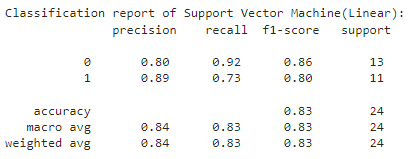 Classification report of Support Vector Machine(Linear):
precision recall f1-score support
0 0.80 0.92 0.86 13
1 0.89 0.73 0.80 11
accuracy 0.83 24
macro avg 0.84 0.83 0.83 24
weighted avg 0.84 0.83 0.83 24